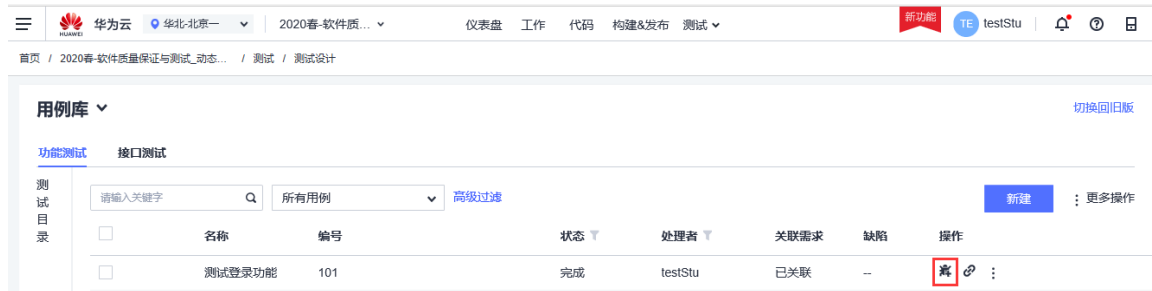 HUAWEI 华为云 华北-北京一 2020春-软件质... 仪表盘 工作 代码 构建&发布 测试 新功能 TE testStu
首页 / 2020春-软件质量保证与测试_动态... / 测试 / 测试设计
用例库 切换回旧版
功能测试 接口测试
测试目录
请输入关键字 所有用例 高级过滤 新建 更多操作
名称 编号 状态 处理者 关联需求 缺陷 操作
测试登录功能 101 完成 testStu 已关联 --